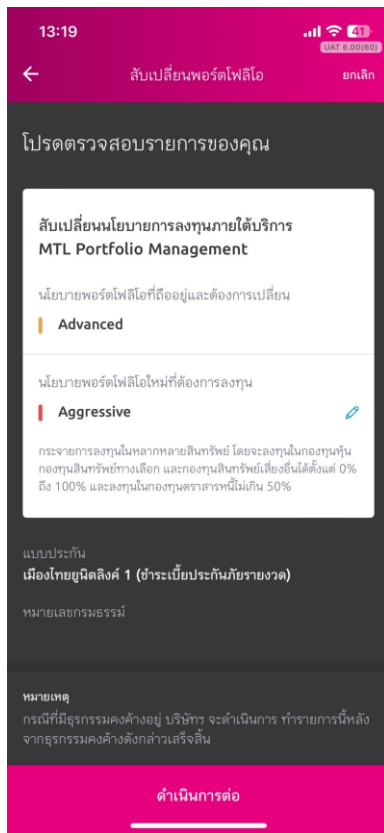 13:19
41
UAT 6.00(60)
สับเปลี่ยนพอร์ตโฟลิโอ
ยกเลิก
โปรดตรวจสอบรายการของคุณ
สับเปลี่ยนนโยบายการลงทุนภายใต้บริการ
MTL Portfolio Management
นโยบายพอร์ตโฟลิโอที่ถืออยู่และต้องการเปลี่ยน
Advanced
นโยบายพอร์ตโฟลิโอใหม่ที่ต้องการลงทุน
Aggressive
กระจายการลงทุนในหลากหลายสินทรัพย์ โดยจะลงทุนในกองทุนหุ้น
กองทุนสินทรัพย์ทางเลือก และกองทุนสินทรัพย์เสี่ยงอื่นได้ตั้งแต่ 0%
ถึง 100% และลงทุนในกองทุนตราสารหนี้ไม่เกิน 50%
แบบประกัน
เมืองไทยยูนิตลิงค์ 1 (ชำระเบี้ยประกันภัยรายงวด)
หมายเลขกรมธรรม์
หมายเหตุ
กรณีที่มีธุรกรรมคงค้างอยู่ บริษัทฯ จะดำเนินการ ทำรายการนี้หลัง
จากธุรกรรมคงค้างดังกล่าวเสร็จสิ้น
ดำเนินการต่อ